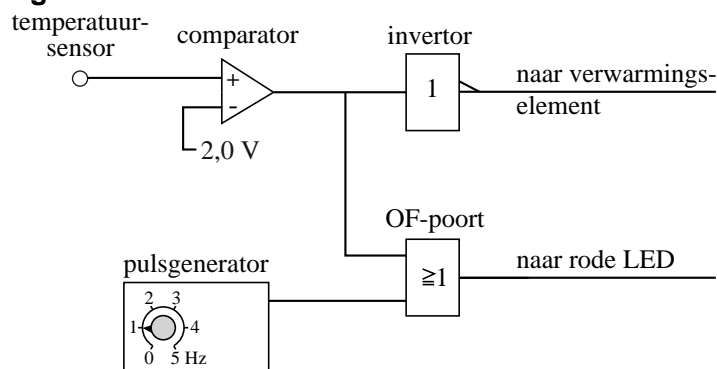 temperatuur-
sensor
comparator
invertor
+
-
2,0 V
1
naar verwarmings-
element
OF-poort
≧1
naar rode LED
pulsgenerator
2 3
1 4
0 5 Hz